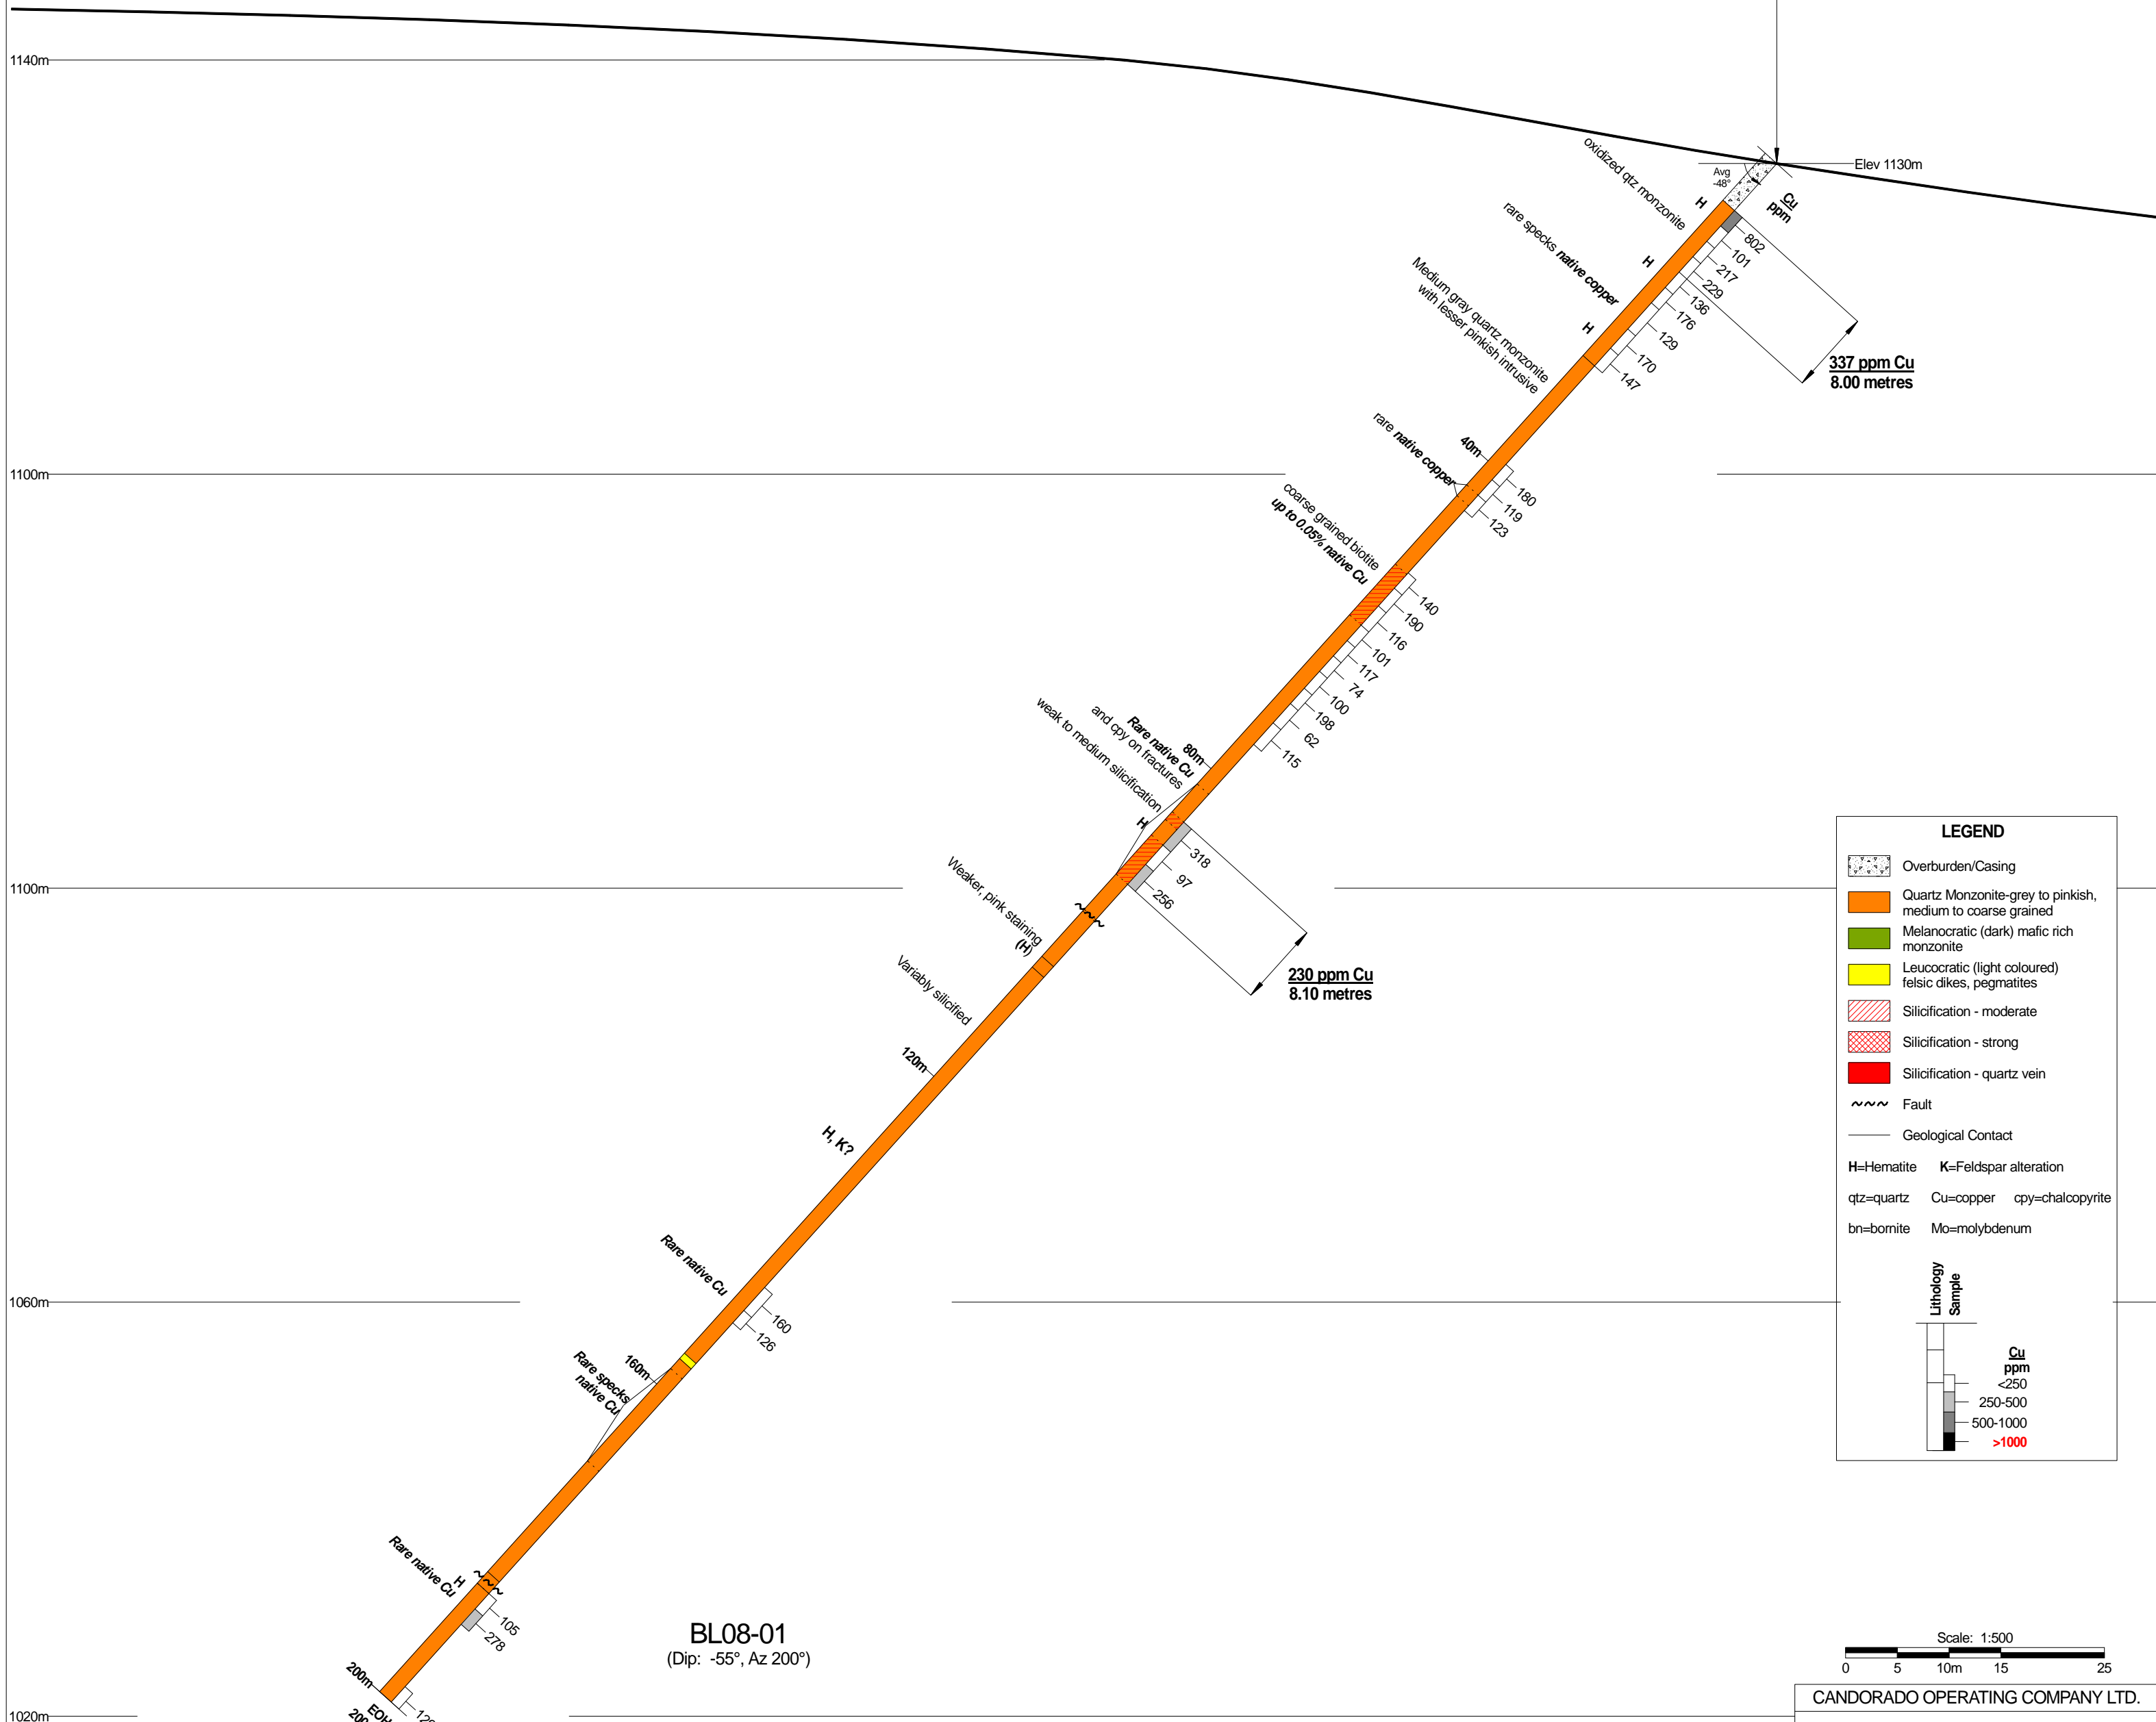 1140m
Elev 1130m
Avg
-48°
Cu
ppm
oxidized qtz monzonite
H
rare specks native copper
H
Medium gray quartz monzonite
with lesser pinkish intrusive
H
802
101
217
229
136
176
129
170
147
337 ppm Cu
8.00 metres
1100m
40m
rare native copper
180
119
123
coarse grained biotite
up to 0.05% native Cu
140
190
116
101
117
74
100
198
62
115
80m
Rare native Cu
and cpy on fractures
weak to medium silicification
H
318
97
256
230 ppm Cu
8.10 metres
1100m
Weaker, pink staining
(H)
Variably silicified
120m
H, K?
Rare native Cu
160
126
1060m
160m
Rare specks
native Cu
Rare native Cu
H
105
278
200m
EOH
1020m
BL08-01
(Dip: -55°, Az 200°)
LEGEND
Overburden/Casing
Quartz Monzonite-grey to pinkish,
medium to coarse grained
Melanocratic (dark) mafic rich
monzonite
Leucocratic (light coloured)
felsic dikes, pegmatites
Silicification - moderate
Silicification - strong
Silicification - quartz vein
Fault
Geological Contact
H=Hematite K=Feldspar alteration
qtz=quartz Cu=copper cpy=chalcopyrite
bn=bornite Mo=molybdenum
Lithology
Sample
Cu
ppm
<250
250-500
500-1000
>1000
Scale: 1:500
0 5 10m 15 25
CANDORADO OPERATING COMPANY LTD.